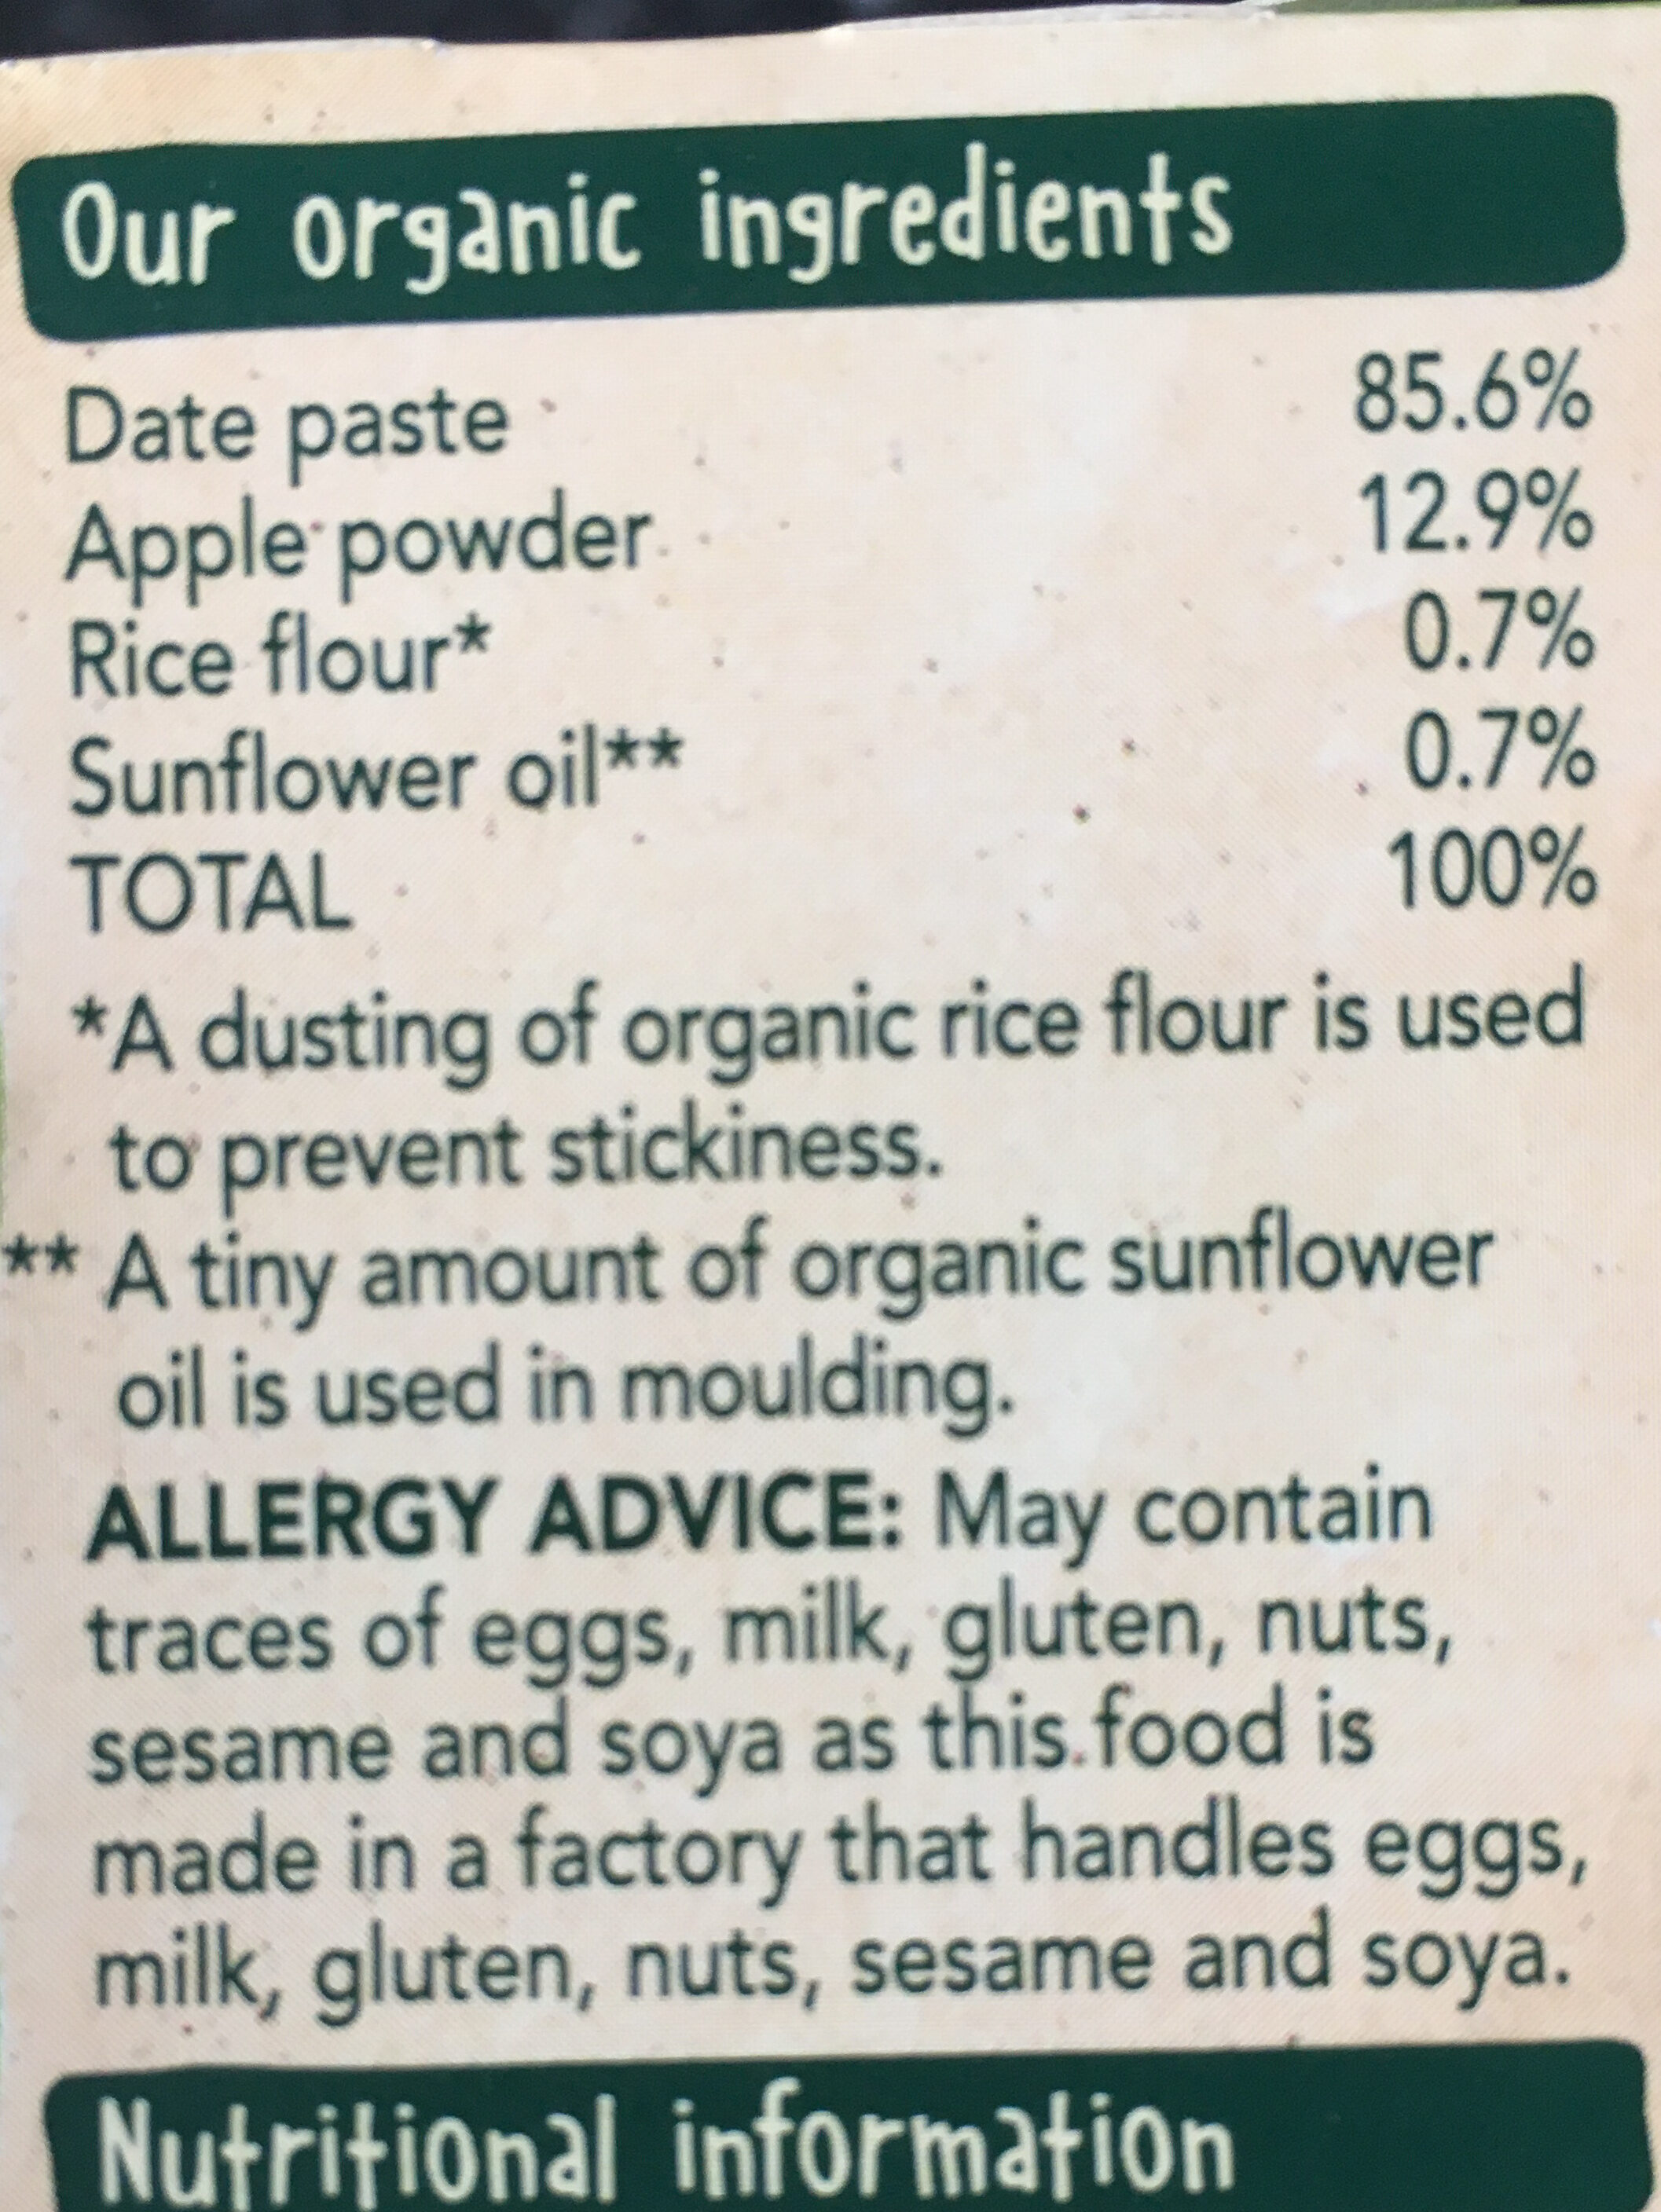 Our organic ingredients
Date paste 85.6%
Apple powder 12.9%
Rice flour* 0.7%
Sunflower oil** 0.7%
TOTAL 100%
*A dusting of organic rice flour is used
to prevent stickiness.
** A tiny amount of organic sunflower
oil is used in moulding.
ALLERGY ADVICE: May contain
traces of eggs, milk, gluten, nuts,
sesame and soya as this food is
made in a factory that handles eggs,
milk, gluten, nuts, sesame and soya.
Nutritional information